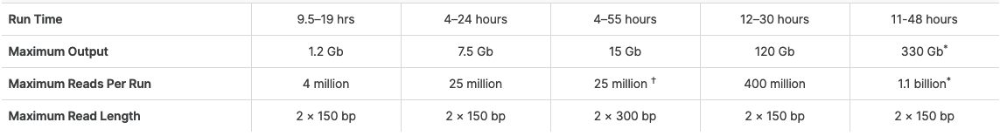 Run Time 9.5–19 hrs 4–24 hours 4–55 hours 12–30 hours 11-48 hours
Maximum Output 1.2 Gb 7.5 Gb 15 Gb 120 Gb 330 Gb*
Maximum Reads Per Run 4 million 25 million 25 million † 400 million 1.1 billion*
Maximum Read Length 2 × 150 bp 2 × 150 bp 2 × 300 bp 2 × 150 bp 2 × 150 bp